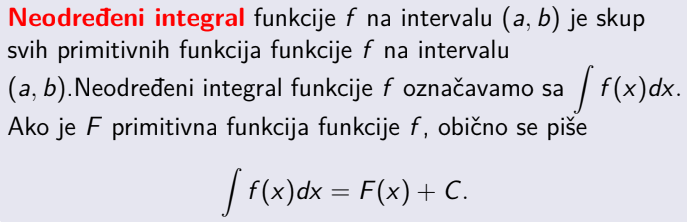 Neodređeni integral funkcije f na intervalu (a, b) je skup
svih primitivnih funkcija funkcije f na intervalu
(a, b).Neodređeni integral funkcije f označavamo sa ∫ f(x)dx.
Ako je F primitivna funkcija funkcije f, obično se piše
∫ f(x)dx = F(x) + C.